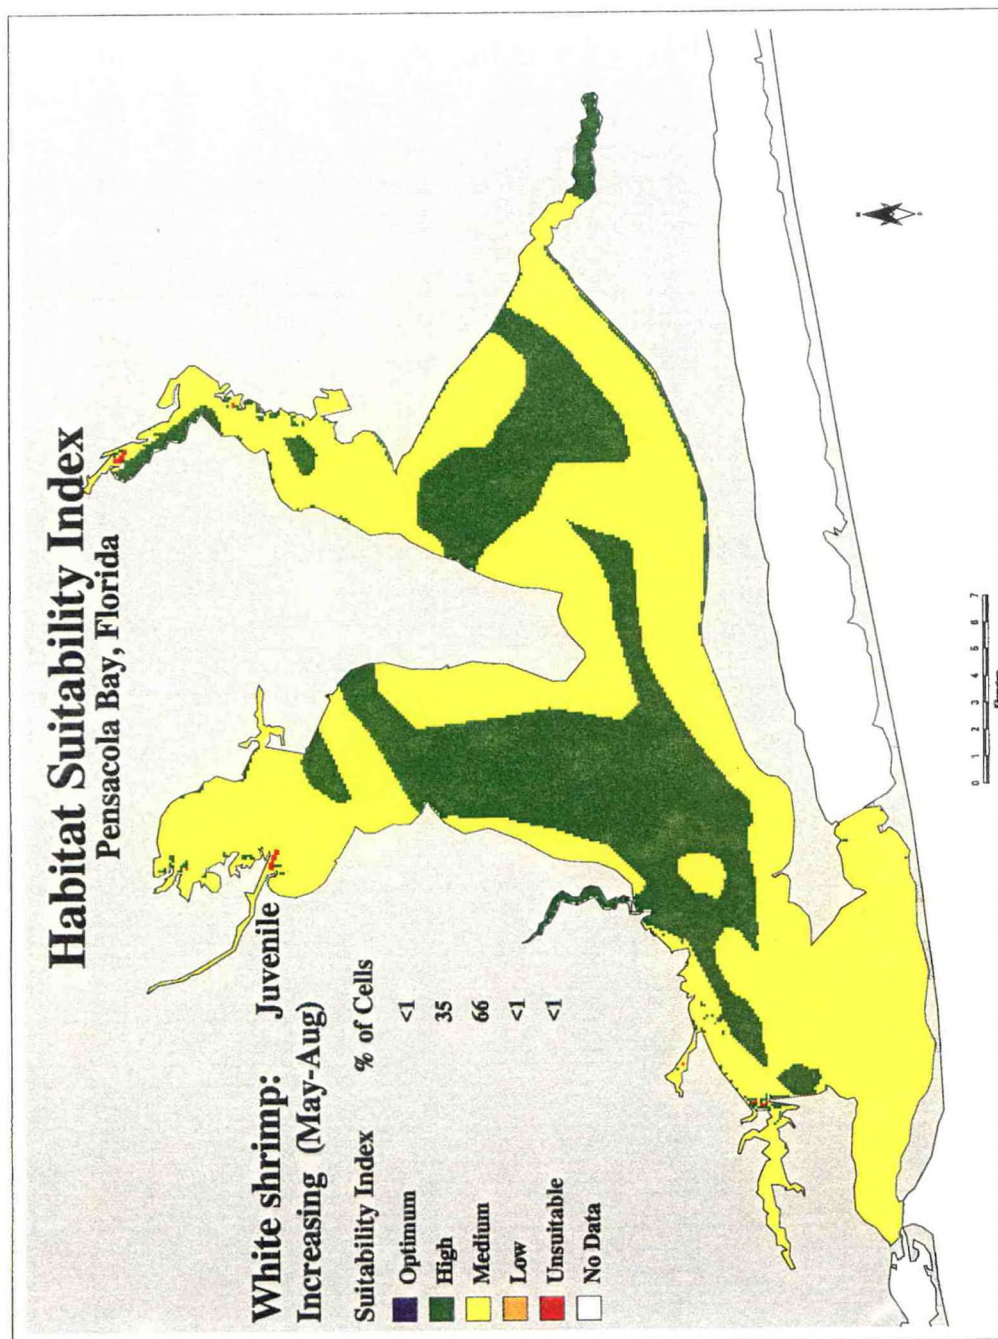 Habitat Suitability Index
Pensacola Bay, Florida
White shrimp: Juvenile
Increasing (May-Aug)
Suitability Index % of Cells
Optimum <1
High 35
Medium 66
Low <1
Unsuitable <1
No Data
0 1 2 3 4 5 6 7